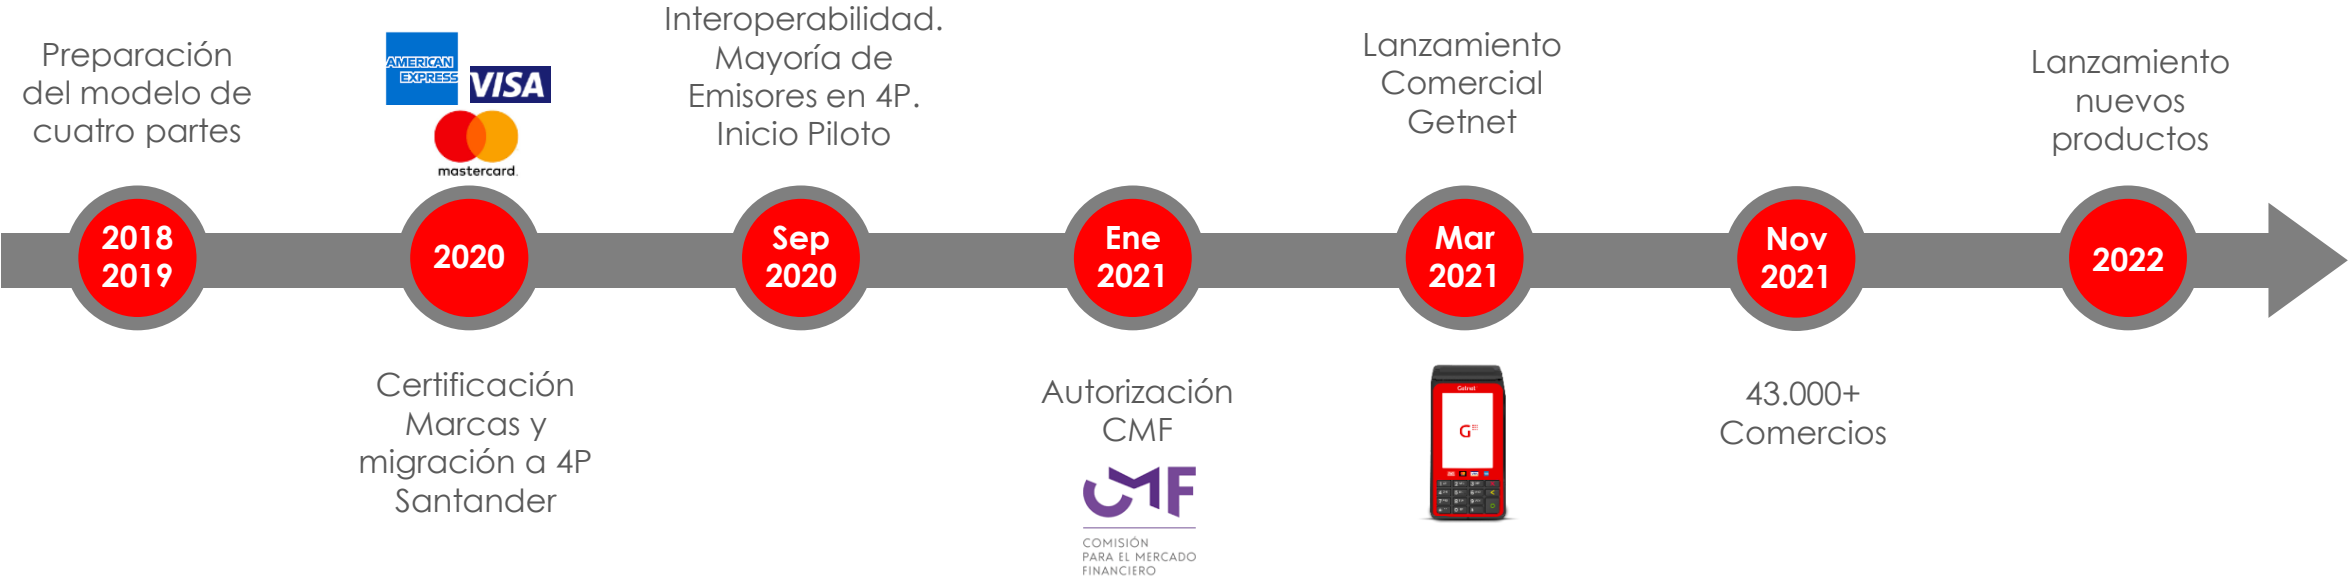 Preparación
del modelo de
cuatro partes
2018
2019
AMERICAN
EXPRESS
VISA
mastercard.
2020
Certificación
Marcas y
migración a 4P
Santander
Interoperabilidad.
Mayoría de
Emisores en 4P.
Inicio Piloto
Sep
2020
Ene
2021
Autorización
CMF
CMF
COMISIÓN
PARA EL MERCADO
FINANCIERO
Lanzamiento
Comercial
Getnet
Mar
2021
Getnet
G
Nov
2021
43.000+
Comercios
Lanzamiento
nuevos
productos
2022